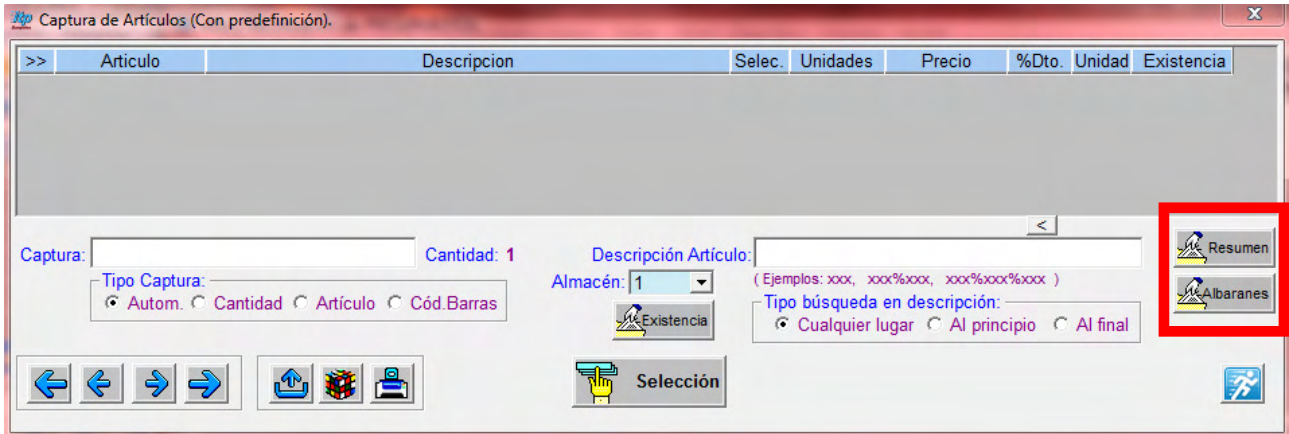 Captura de Artículos (Con predefinición).
>> Articulo Descripcion Selec. Unidades Precio %Dto. Unidad Existencia
<
Captura: Cantidad: 1 Descripción Artículo:
Resumen
Tipo Captura:
Autom. Cantidad Artículo Cód.Barras
Almacén: 1
Existencia
( Ejemplos: xxx, xxx%xxx, xxx%xxx%xxx )
Tipo búsqueda en descripción:
Cualquier lugar Al principio Al final
Albaranes
Selección